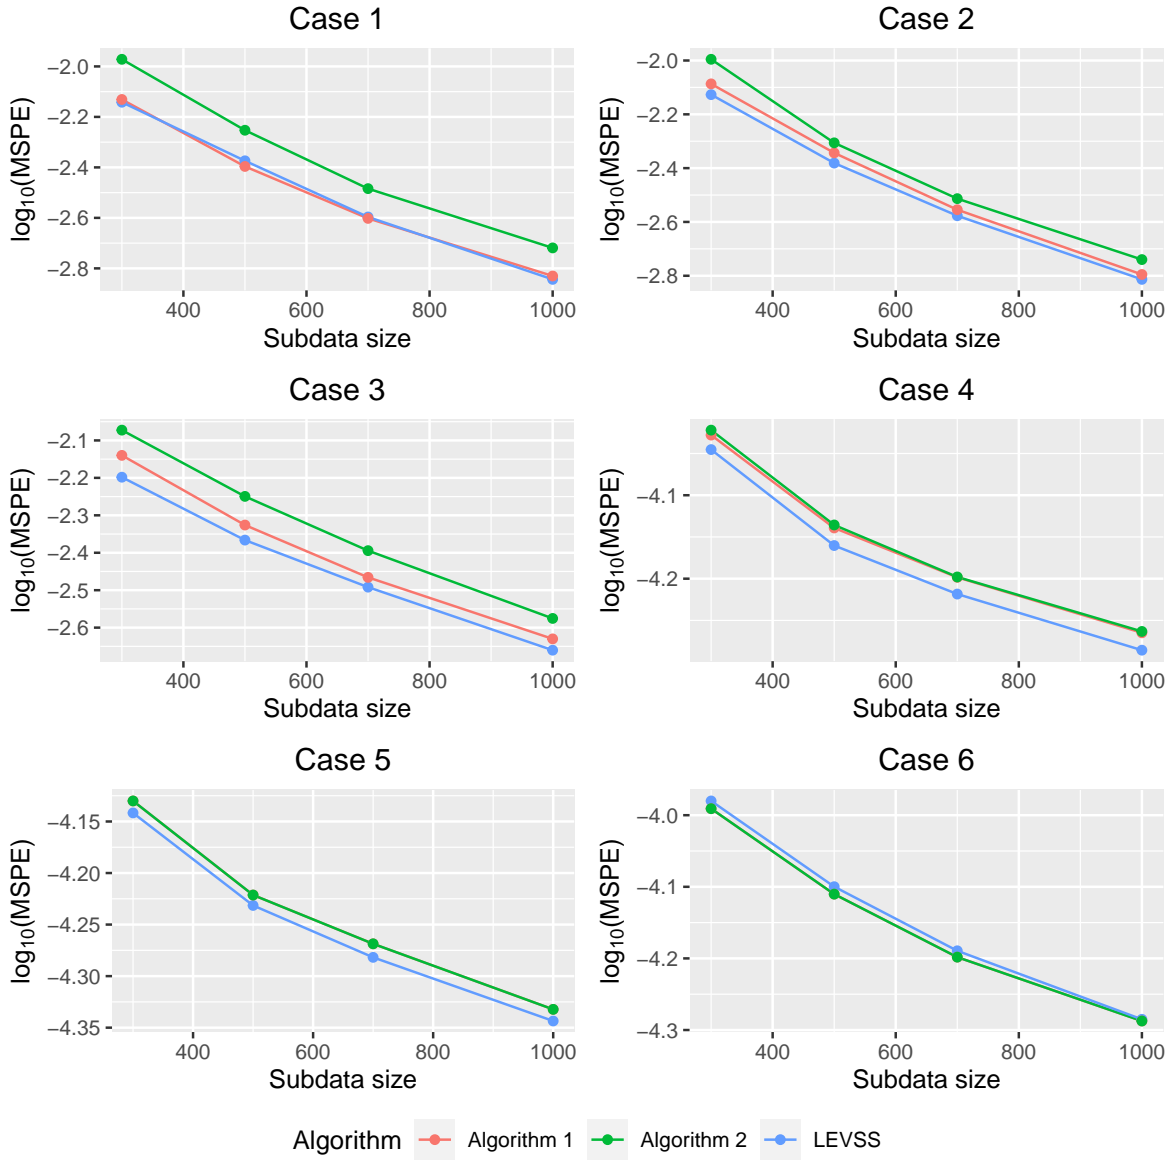 Case 1
log10(MSPE)
−2.0
−2.2
−2.4
−2.6
−2.8
400
600
800
1000
Subdata size
Case 2
log10(MSPE)
−2.0
−2.2
−2.4
−2.6
−2.8
400
600
800
1000
Subdata size
Case 3
log10(MSPE)
−2.1
−2.2
−2.3
−2.4
−2.5
−2.6
400
600
800
1000
Subdata size
Case 4
log10(MSPE)
−4.1
−4.2
400
600
800
1000
Subdata size
Case 5
log10(MSPE)
−4.15
−4.20
−4.25
−4.30
−4.35
400
600
800
1000
Subdata size
Case 6
log10(MSPE)
−4.0
−4.1
−4.2
−4.3
400
600
800
1000
Subdata size
Algorithm Algorithm 1 Algorithm 2 LEVSS